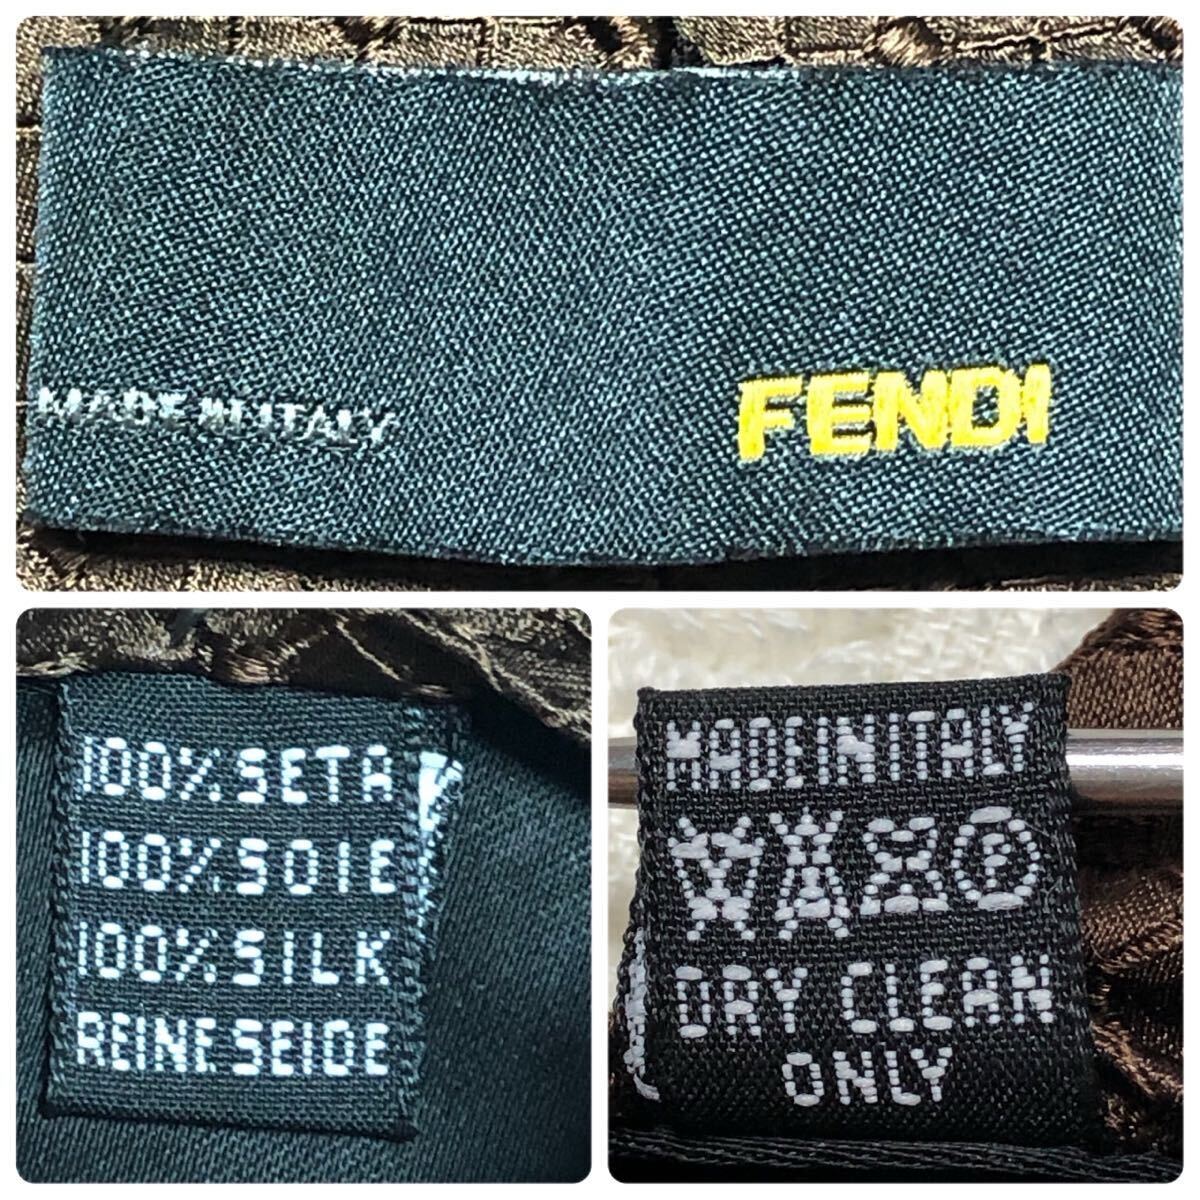 MADE IN ITALY FENDI
100% SETA
100% SOIE
100% SILK
REINE SEIDE
MADE IN ITALY
P
DRY CLEAN
ONLY